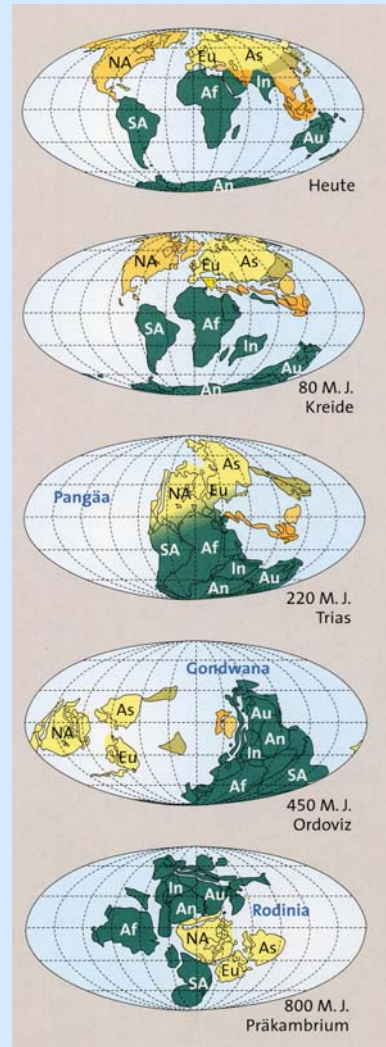 NA Eu As
Af In
SA Au
An
Heute
NA Eu As
SA Af In
Au
An
80 M. J.
Kreide
As
Pangäa NA Eu
SA Af
In
An Au
220 M. J.
Trias
Gondwana
As Au
NA An
Eu In
Af SA
450 M. J.
Ordoviz
In Au
An Rodinia
Af NA
As
Eu
SA
800 M. J.
Präkambrium